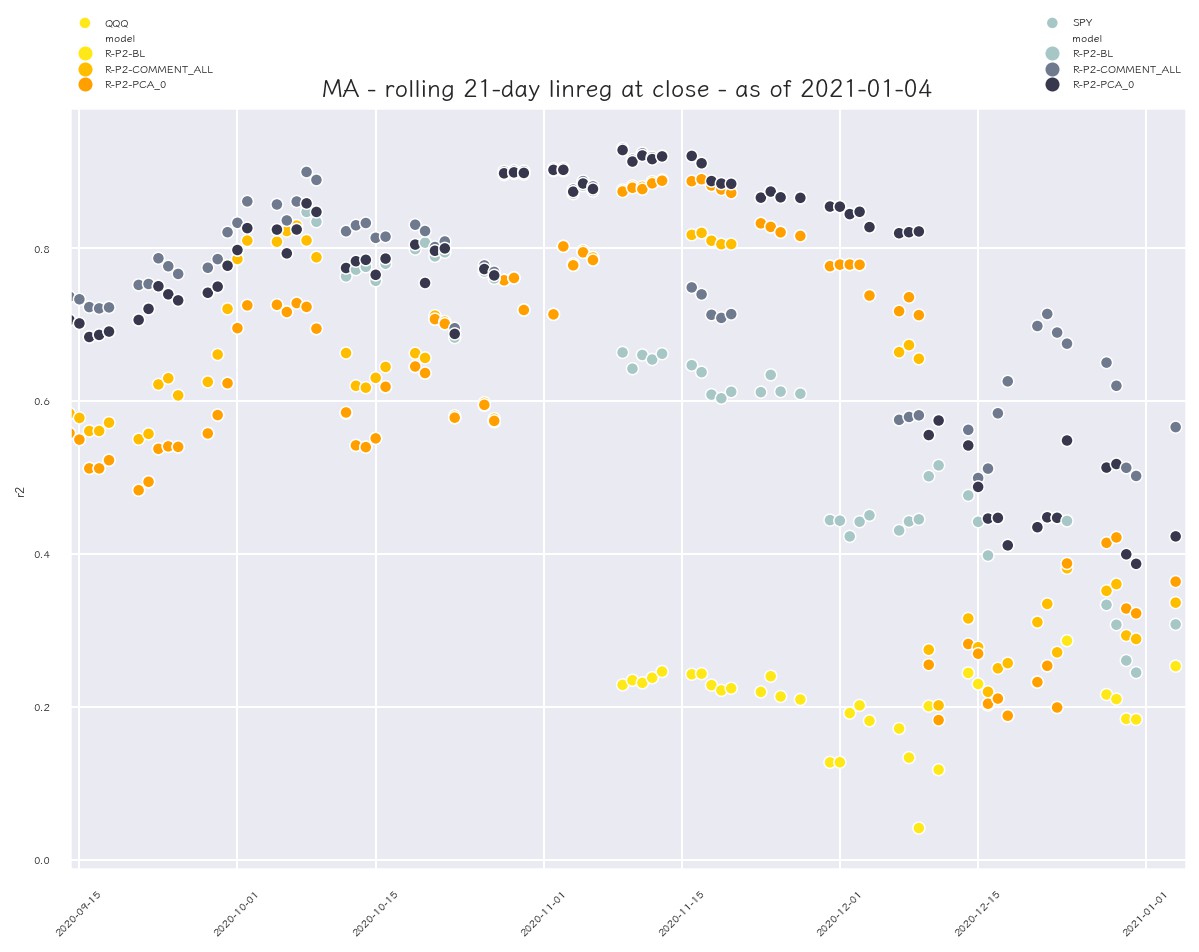 QQQ
model
R-P2-BL
R-P2-COMMENT_ALL
R-P2-PCA_0
SPY
model
R-P2-BL
R-P2-COMMENT_ALL
R-P2-PCA_0
MA - rolling 21-day linreg at close - as of 2021-01-04
r2
0.8
0.6
0.4
0.2
0.0
2020-09-15
2020-10-01
2020-10-15
2020-11-01
2020-11-15
2020-12-01
2020-12-15
2021-01-01